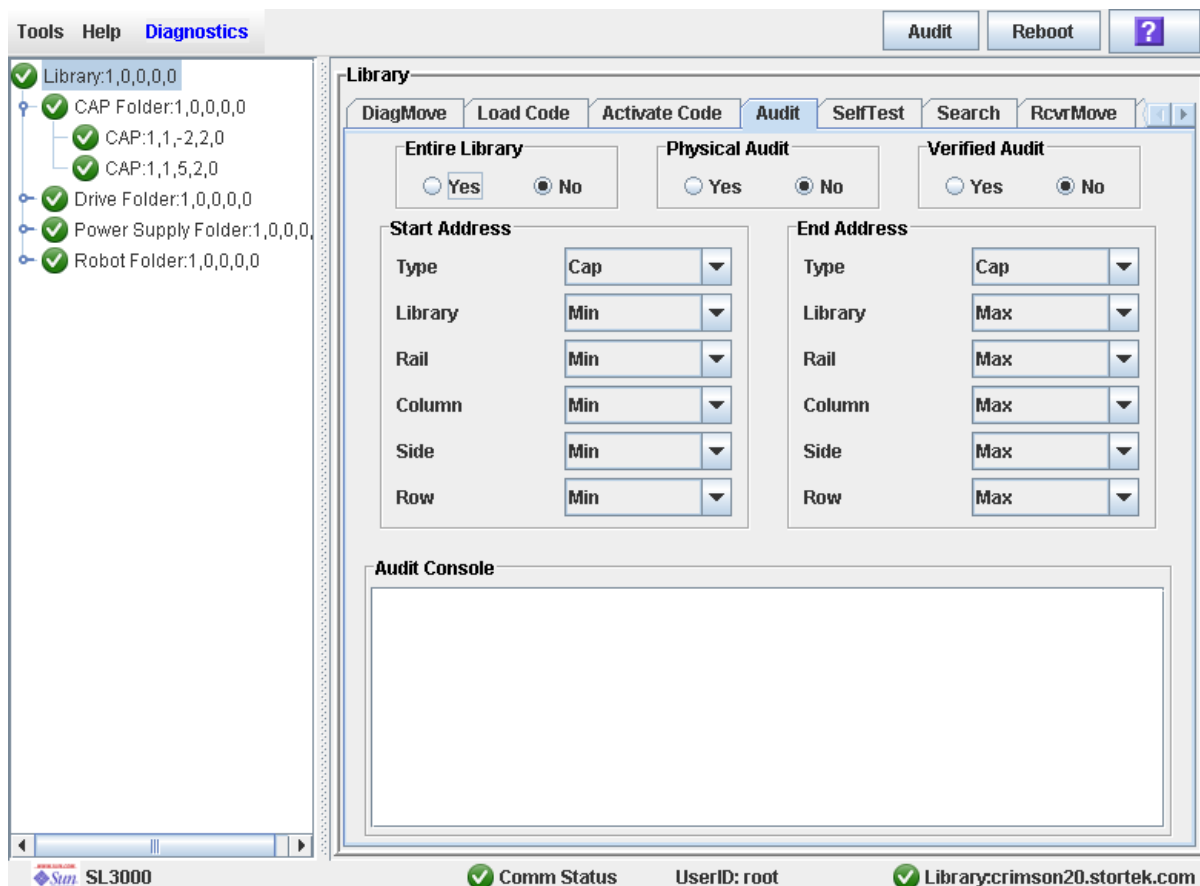 Tools Help Diagnostics
Audit Reboot ?
Library:1,0,0,0,0
CAP Folder:1,0,0,0,0
CAP:1,1,-2,2,0
CAP:1,1,5,2,0
Drive Folder:1,0,0,0,0
Power Supply Folder:1,0,0,0,
Robot Folder:1,0,0,0,0
Library
DiagMove Load Code Activate Code Audit SelfTest Search RcvrMove
Entire Library Physical Audit Verified Audit
Yes No Yes No Yes No
Start Address End Address
Type Cap Type Cap
Library Min Library Max
Rail Min Rail Max
Column Min Column Max
Side Min Side Max
Row Min Row Max
Audit Console
Sun SL3000 Comm Status UserID: root Library:crimson20.stortek.com